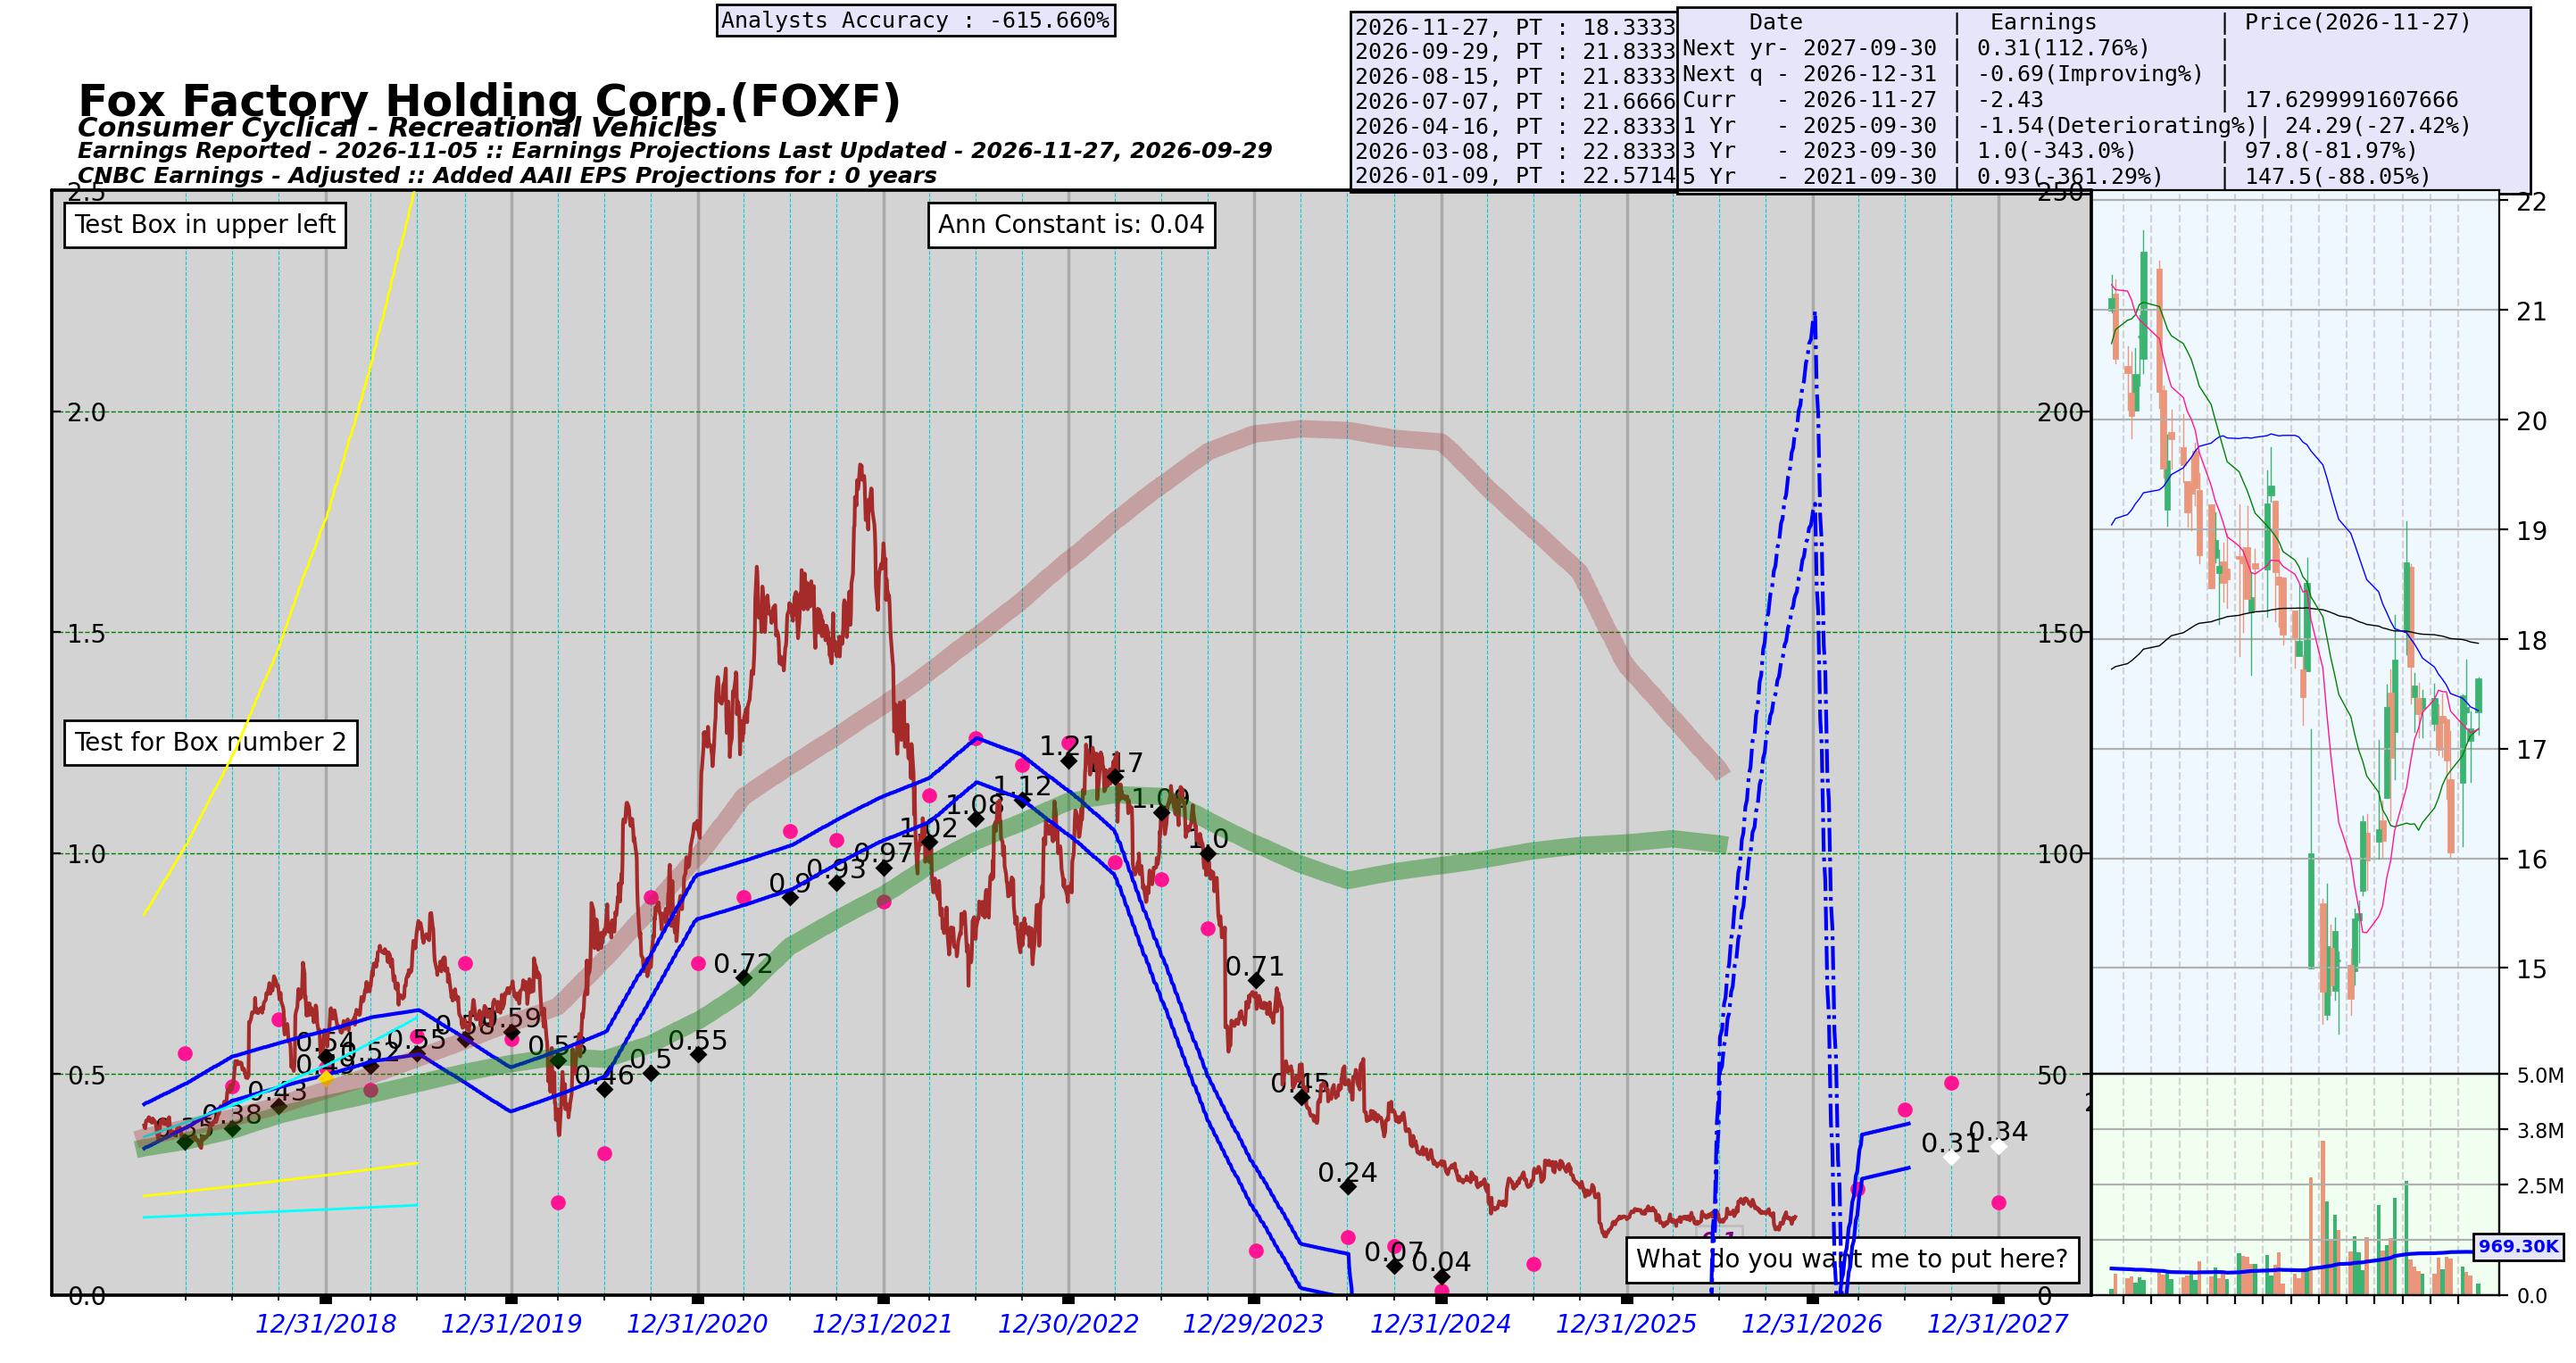 Analysts Accuracy : -615.660%
2026-11-27, PT : 18.3333
2026-09-29, PT : 21.8333
2026-08-15, PT : 21.8333
2026-07-07, PT : 21.6666
2026-04-16, PT : 22.8333
2026-03-08, PT : 22.8333
2026-01-09, PT : 22.5714
Date | Earnings | Price(2026-11-27)
Next yr- 2027-09-30 | 0.31(112.76%) |
Next q - 2026-12-31 | -0.69(Improving%) |
Curr - 2026-11-27 | -2.43 | 17.6299991607666
1 Yr - 2025-09-30 | -1.54(Deteriorating%)| 24.29(-27.42%)
3 Yr - 2023-09-30 | 1.0(-343.0%) | 97.8(-81.97%)
5 Yr - 2021-09-30 | 0.93(-361.29%) | 147.5(-88.05%)
Fox Factory Holding Corp.(FOXF)
Consumer Cyclical - Recreational Vehicles
Earnings Reported - 2026-11-05 :: Earnings Projections Last Updated - 2026-11-27, 2026-09-29
CNBC Earnings - Adjusted :: Added AAII EPS Projections for : 0 years
Test Box in upper left
Ann Constant is: 0.04
Test for Box number 2
What do you want me to put here?
2.5
2.0
1.5
1.0
0.5
0.0
250
200
150
100
50
0
22
21
20
19
18
17
16
15
5.0M
3.8M
2.5M
969.30K
0.0
0.35
0.38
0.43
0.49
0.54
0.52
0.55
0.58
0.59
0.53
0.46
0.5
0.55
0.72
0.9
0.93
0.97
1.02
1.08
1.12
1.21
1.17
1.09
1.0
0.71
0.45
0.24
0.07
0.04
0.31
0.34
12/31/2018
12/31/2019
12/31/2020
12/31/2021
12/30/2022
12/29/2023
12/31/2024
12/31/2025
12/31/2026
12/31/2027